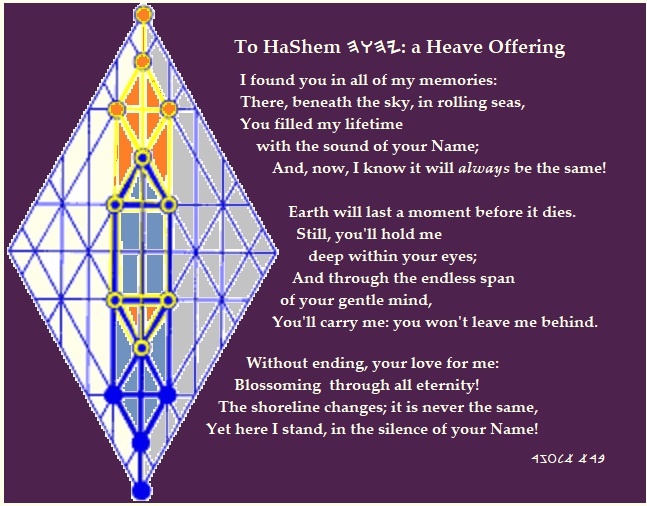 To HaShem 𐤉𐤄𐤅𐤄: a Heave Offering
I found you in all of my memories:
There, beneath the sky, in rolling seas,
You filled my lifetime
with the sound of your Name;
And, now, I know it will always be the same!
Earth will last a moment before it dies.
Still, you'll hold me
deep within your eyes;
And through the endless span
of your gentle mind,
You'll carry me: you won't leave me behind.
Without ending, your love for me:
Blossoming through all eternity!
The shoreline changes; it is never the same,
Yet here I stand, in the silence of your Name!